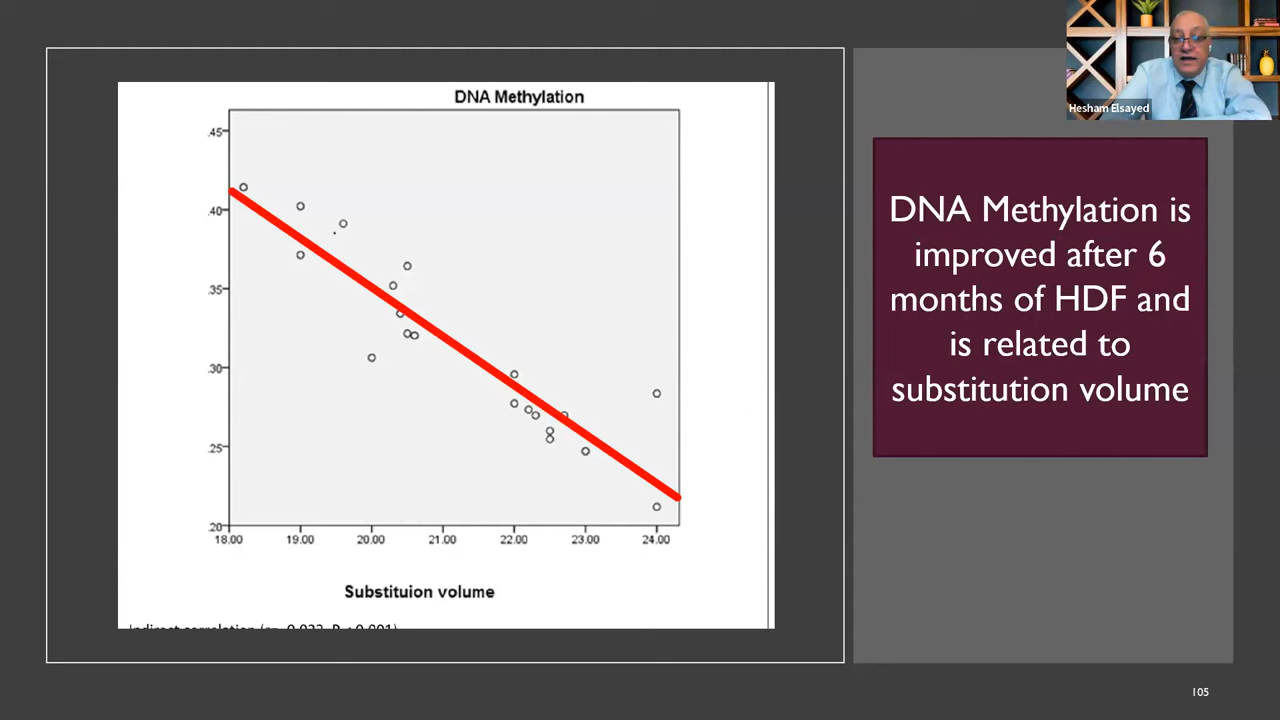 Hesham Elsayed
DNA Methylation
.45
.40
.35
.30
.25
.20
18.00 19.00 20.00 21.00 22.00 23.00 24.00
Substituion volume
Indirect correlation
DNA Methylation is
improved after 6
months of HDF and
is related to
substitution volume
105